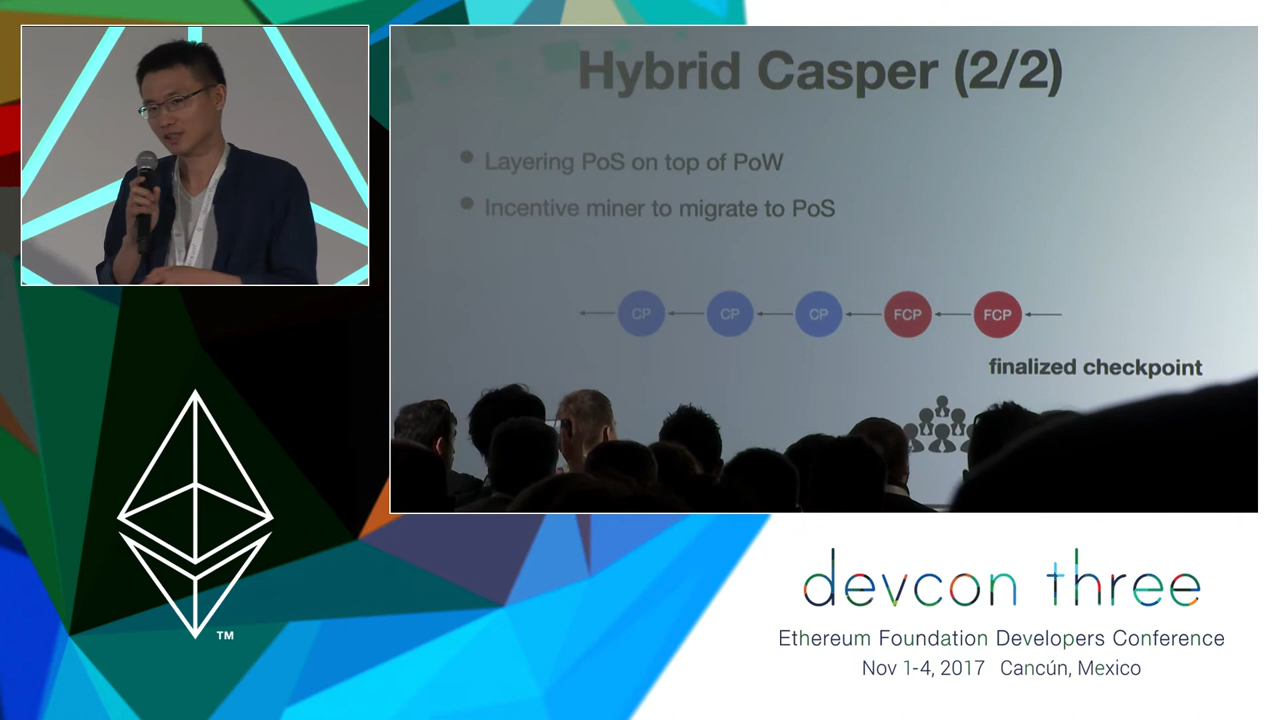 Hybrid Casper (2/2)
Layering PoS on top of PoW
Incentive miner to migrate to PoS
CP CP CP FCP FCP
finalized checkpoint
TM
devcon three
Ethereum Foundation Developers Conference
Nov 1-4, 2017 Cancún, Mexico